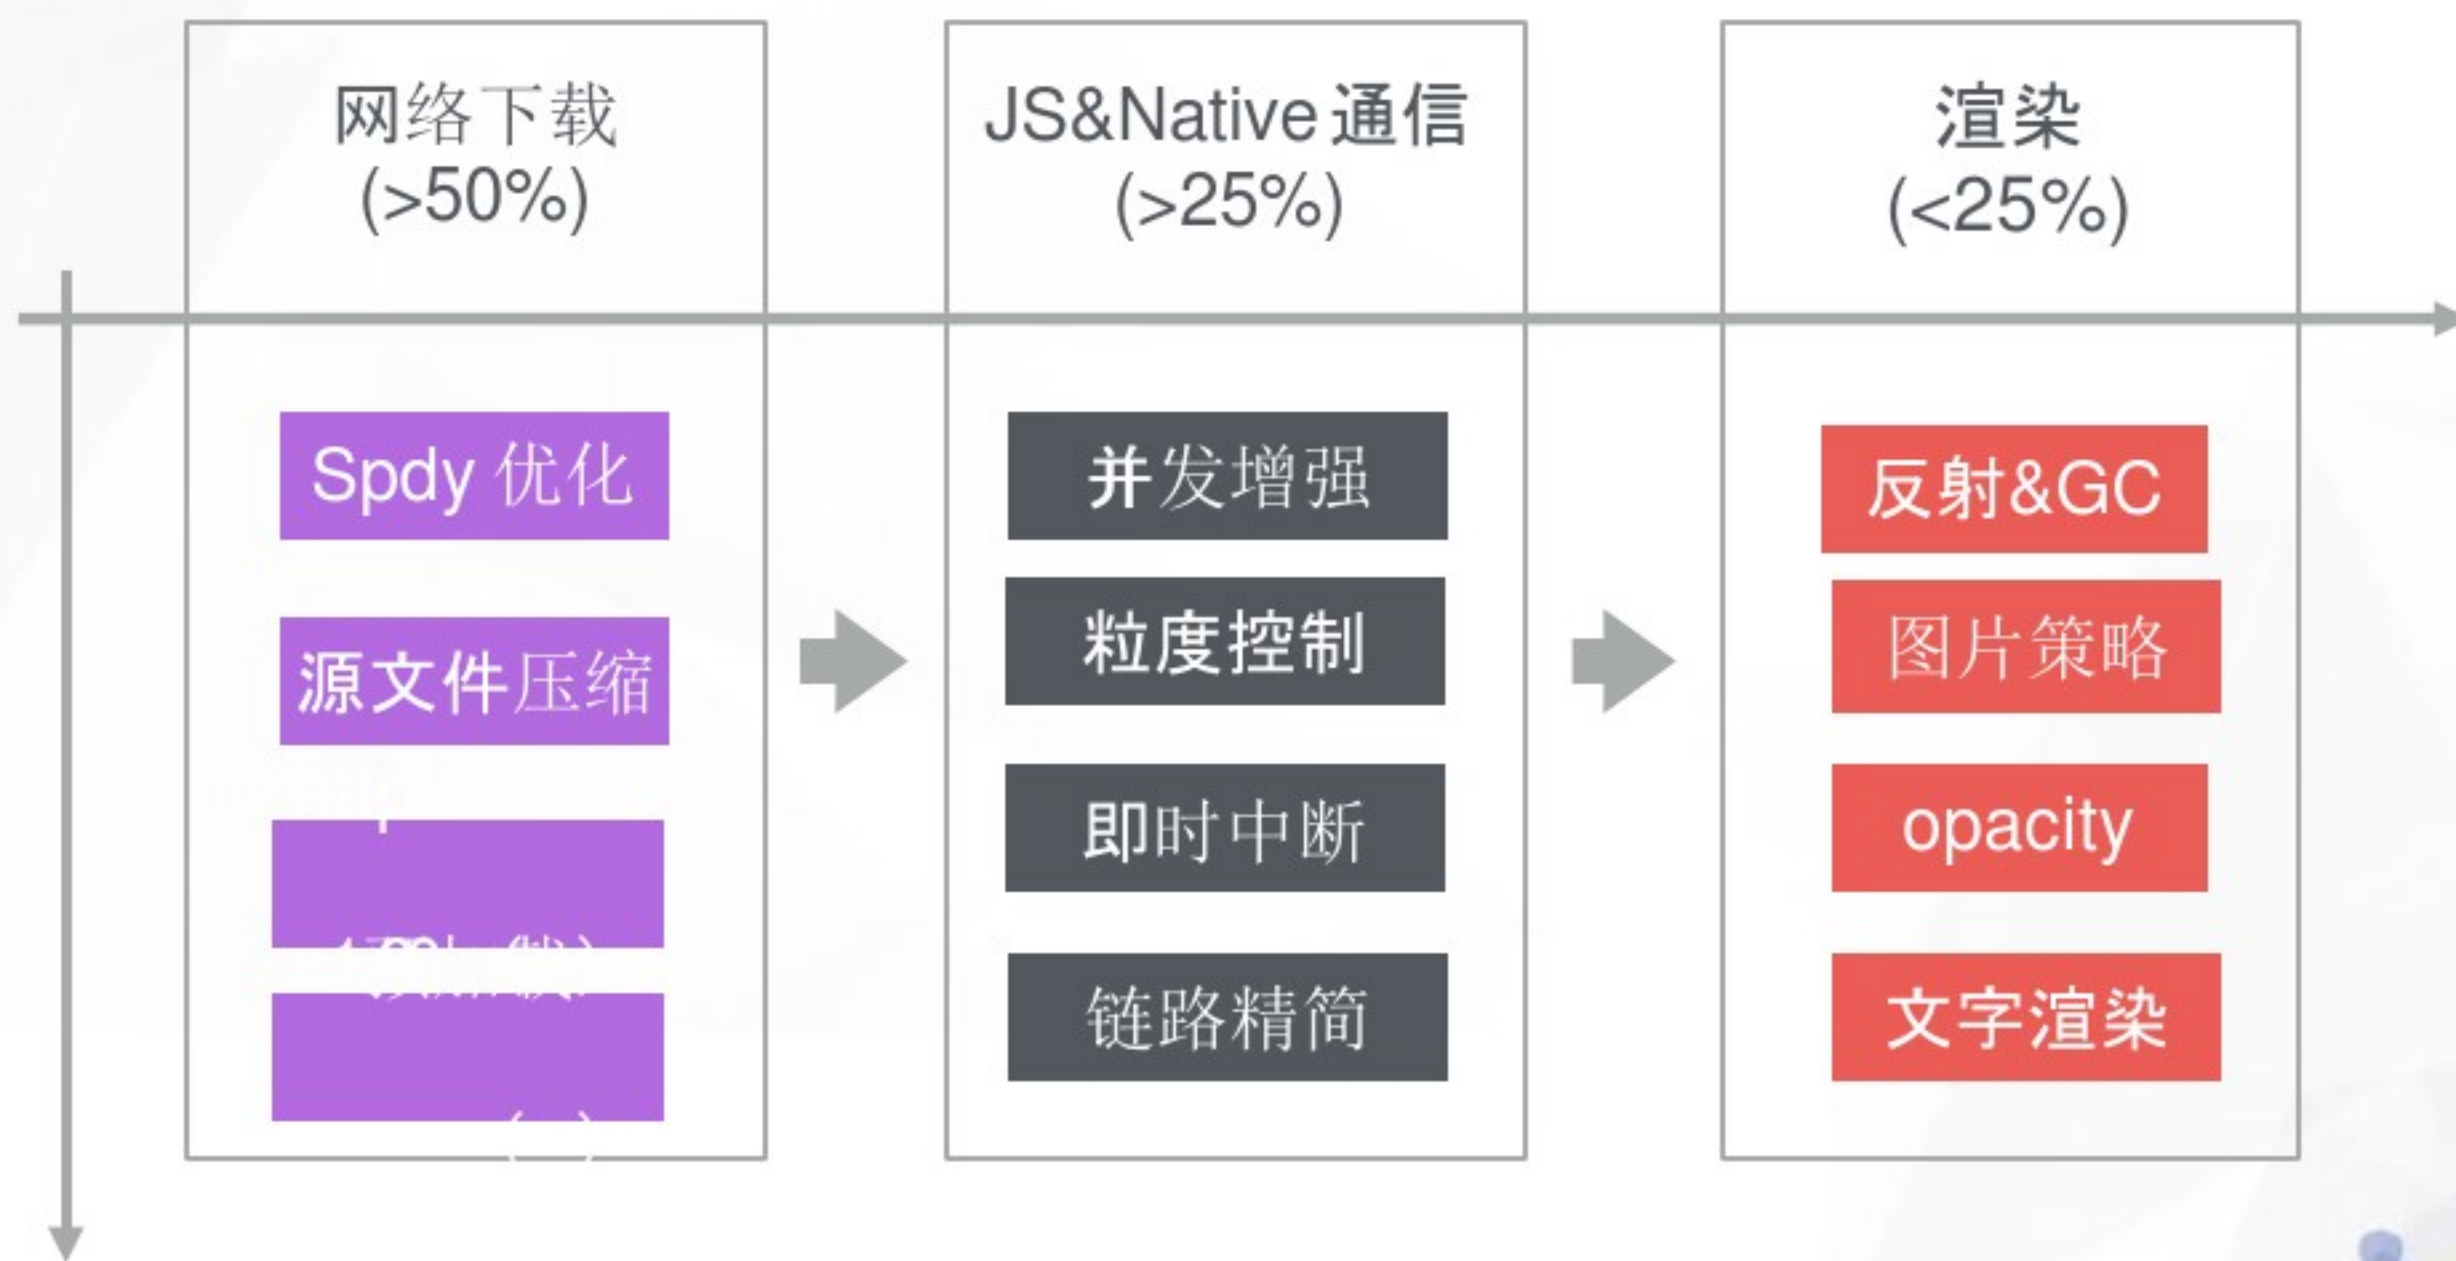 网络下载
(>50%)
Spdy 优化
源文件压缩
JS&Native 通信
(>25%)
并发增强
粒度控制
即时中断
链路精简
渲染
(<25%)
反射&GC
图片策略
opacity
文字渲染